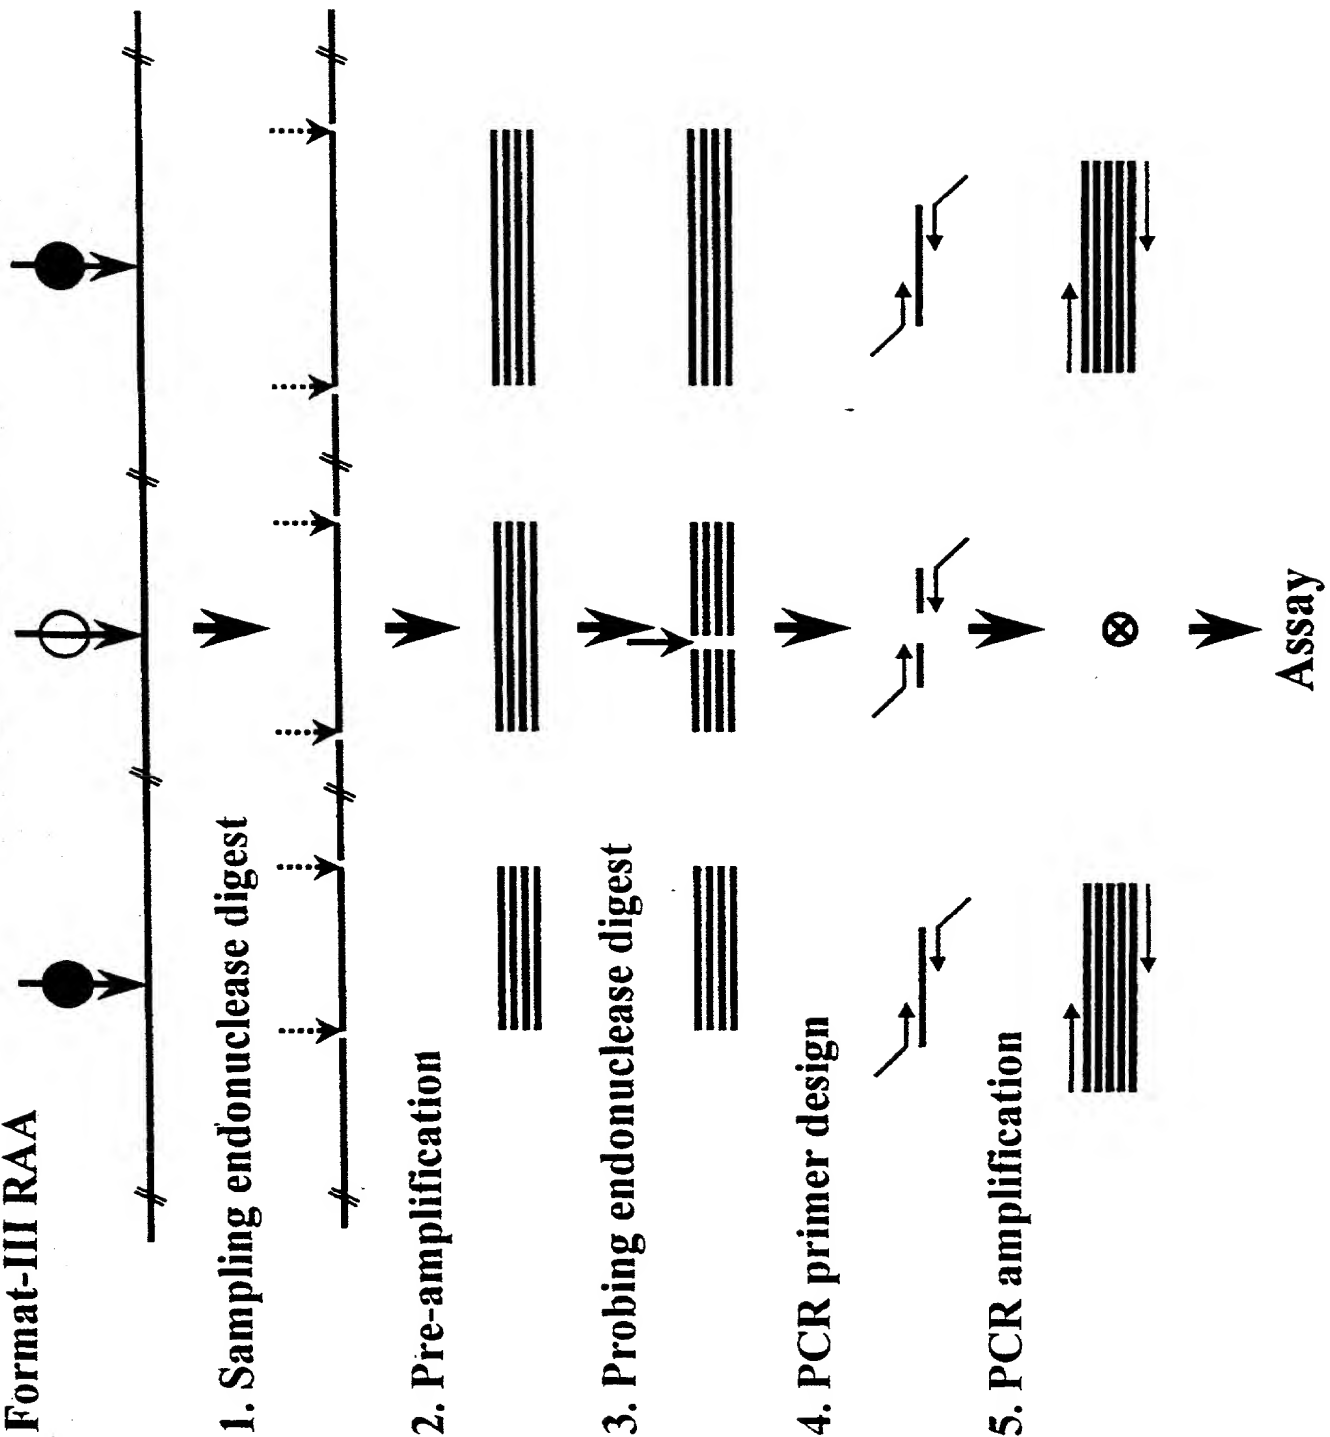 Format-III RAA
1. Sampling endonuclease digest
2. Pre-amplification
3. Probing endonuclease digest
4. PCR primer design
5. PCR amplification
Assay